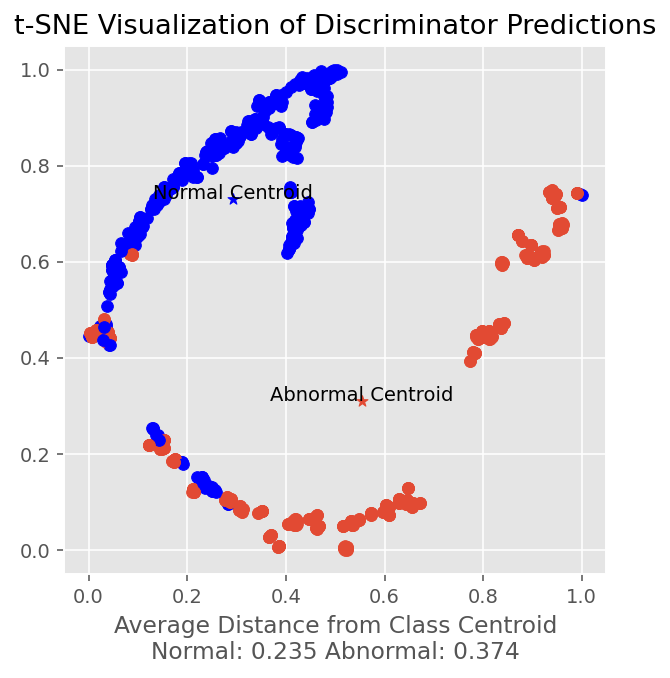 t-SNE Visualization of Discriminator Predictions
1.0
0.8
Normal Centroid
0.6
0.4
Abnormal Centroid
0.2
0.0
0.0 0.2 0.4 0.6 0.8 1.0
Average Distance from Class Centroid
Normal: 0.235 Abnormal: 0.374